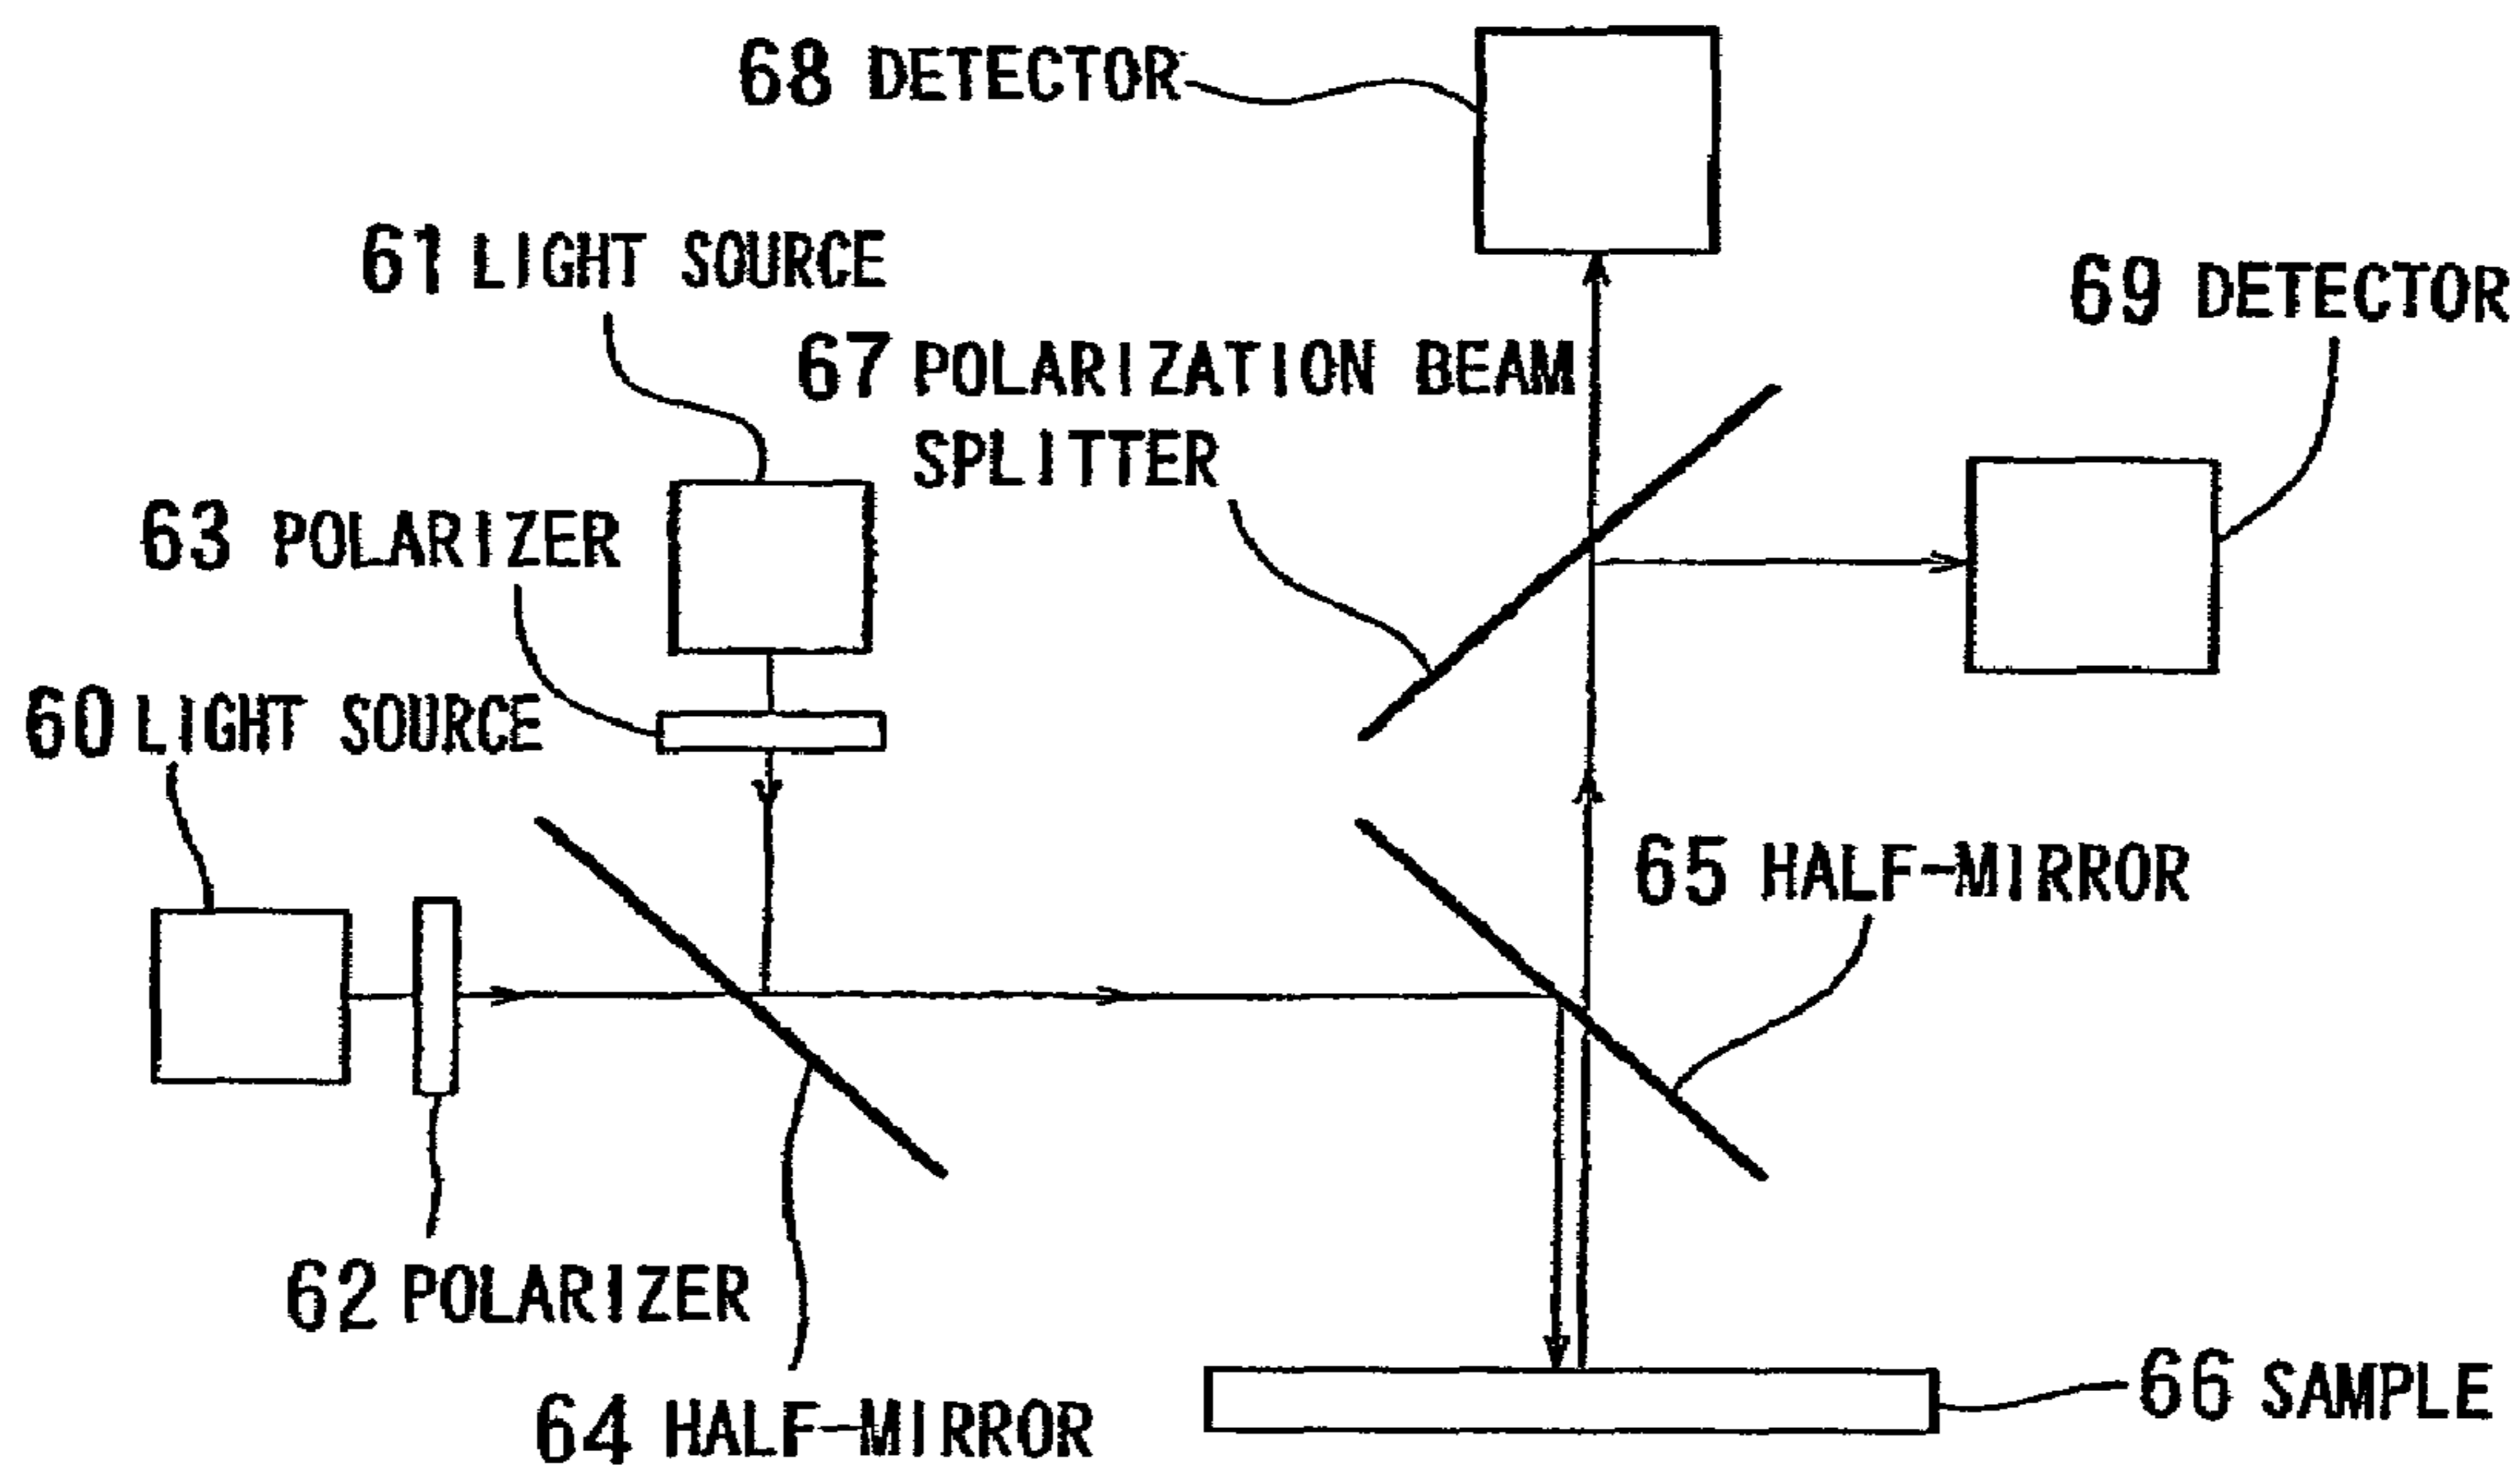 68 DETECTOR
61 LIGHT SOURCE
69 DETECTOR
67 POLARIZATION BEAM
SPLITTER
63 POLARIZER
60 LIGHT SOURCE
65 HALF-MIRROR
62 POLARIZER
66 SAMPLE
64 HALF-MIRROR